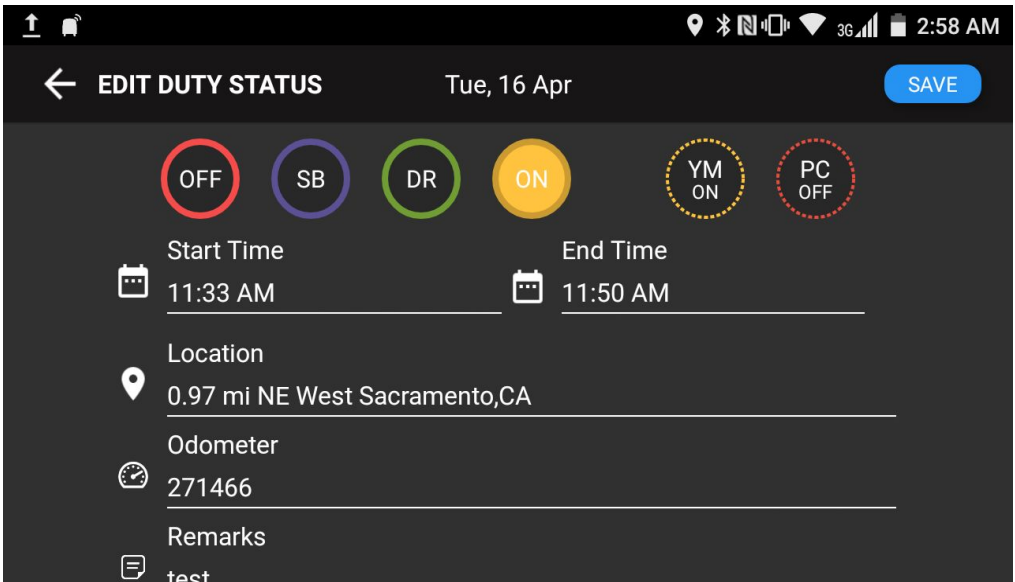 3G 2:58 AM
EDIT DUTY STATUS Tue, 16 Apr SAVE
OFF SB DR ON YM ON PC OFF
Start Time End Time
11:33 AM 11:50 AM
Location
0.97 mi NE West Sacramento,CA
Odometer
271466
Remarks
test